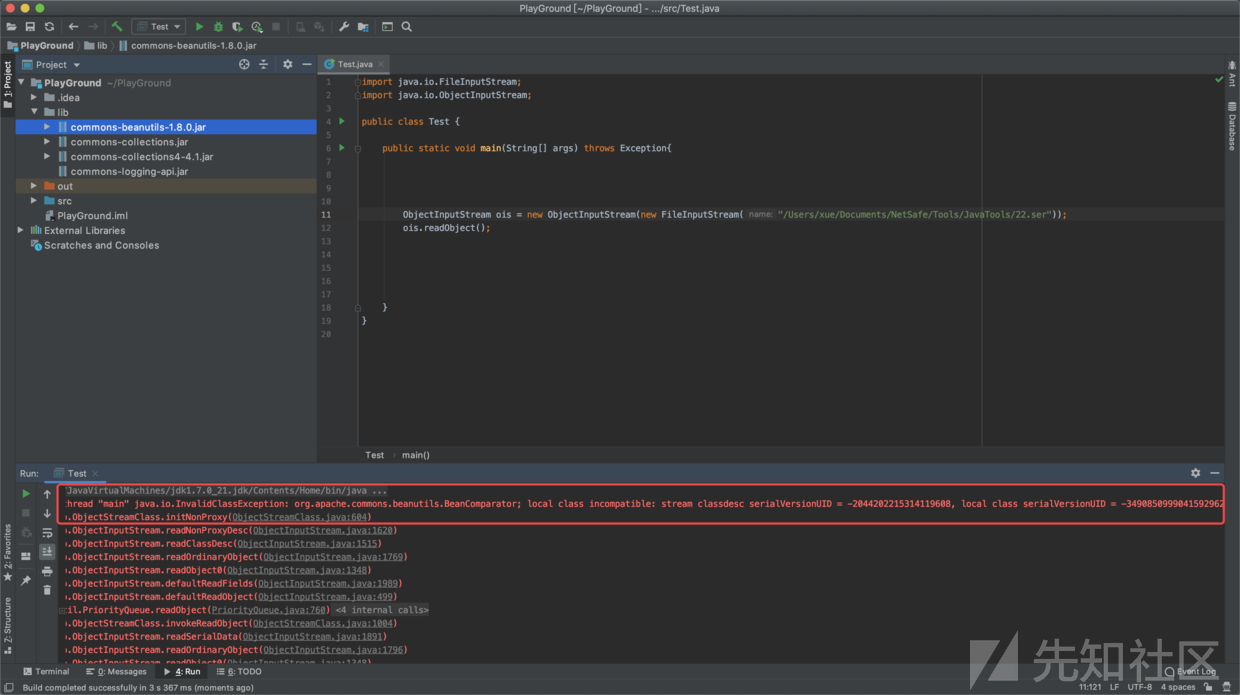 PlayGround [~/PlayGround] - .../src/Test.java
Test
PlayGround lib commons-beanutils-1.8.0.jar
1: Project
Project
Test.java
PlayGround ~/PlayGround
.idea
lib
commons-beanutils-1.8.0.jar
commons-collections.jar
commons-collections4-4.1.jar
commons-logging-api.jar
out
src
PlayGround.iml
External Libraries
Scratches and Consoles
1 import java.io.FileInputStream;
2 import java.io.ObjectInputStream;
3
4 public class Test {
5
6 public static void main(String[] args) throws Exception{
7
8
9
10
11 ObjectInputStream ois = new ObjectInputStream(new FileInputStream( name: "/Users/xue/Documents/NetSafe/Tools/JavaTools/22.ser"));
12 ois.readObject();
13
14
15
16
17
18 }
19 }
20
Test main()
Ant
Database
Run: Test
JavaVirtualMachines/jdk1.7.0_21.jdk/Contents/Home/bin/java ...
hread "main" java.io.InvalidClassException: org.apache.commons.beanutils.BeanComparator; local class incompatible: stream classdesc serialVersionUID = -2044202215314119608, local class serialVersionUID = -3490850999041592962
.ObjectStreamClass.initNonProxy(ObjectStreamClass.java:604)
.ObjectInputStream.readNonProxyDesc(ObjectInputStream.java:1620)
.ObjectInputStream.readClassDesc(ObjectInputStream.java:1515)
.ObjectInputStream.readOrdinaryObject(ObjectInputStream.java:1769)
.ObjectInputStream.readObject0(ObjectInputStream.java:1348)
.ObjectInputStream.defaultReadFields(ObjectInputStream.java:1989)
.ObjectInputStream.defaultReadObject(ObjectInputStream.java:499)
il.PriorityQueue.readObject(PriorityQueue.java:760) <4 internal calls>
.ObjectStreamClass.invokeReadObject(ObjectStreamClass.java:1004)
.ObjectInputStream.readSerialData(ObjectInputStream.java:1891)
.ObjectInputStream.readOrdinaryObject(ObjectInputStream.java:1796)
.ObjectInputStream.readObject0(ObjectInputStream.java:1348)
2: Favorites
7: Structure
Terminal 0: Messages 4: Run 6: TODO Event Log
Build completed successfully in 3 s 367 ms (moments ago) 11:121 LF UTF-8 4 spaces
先知社区